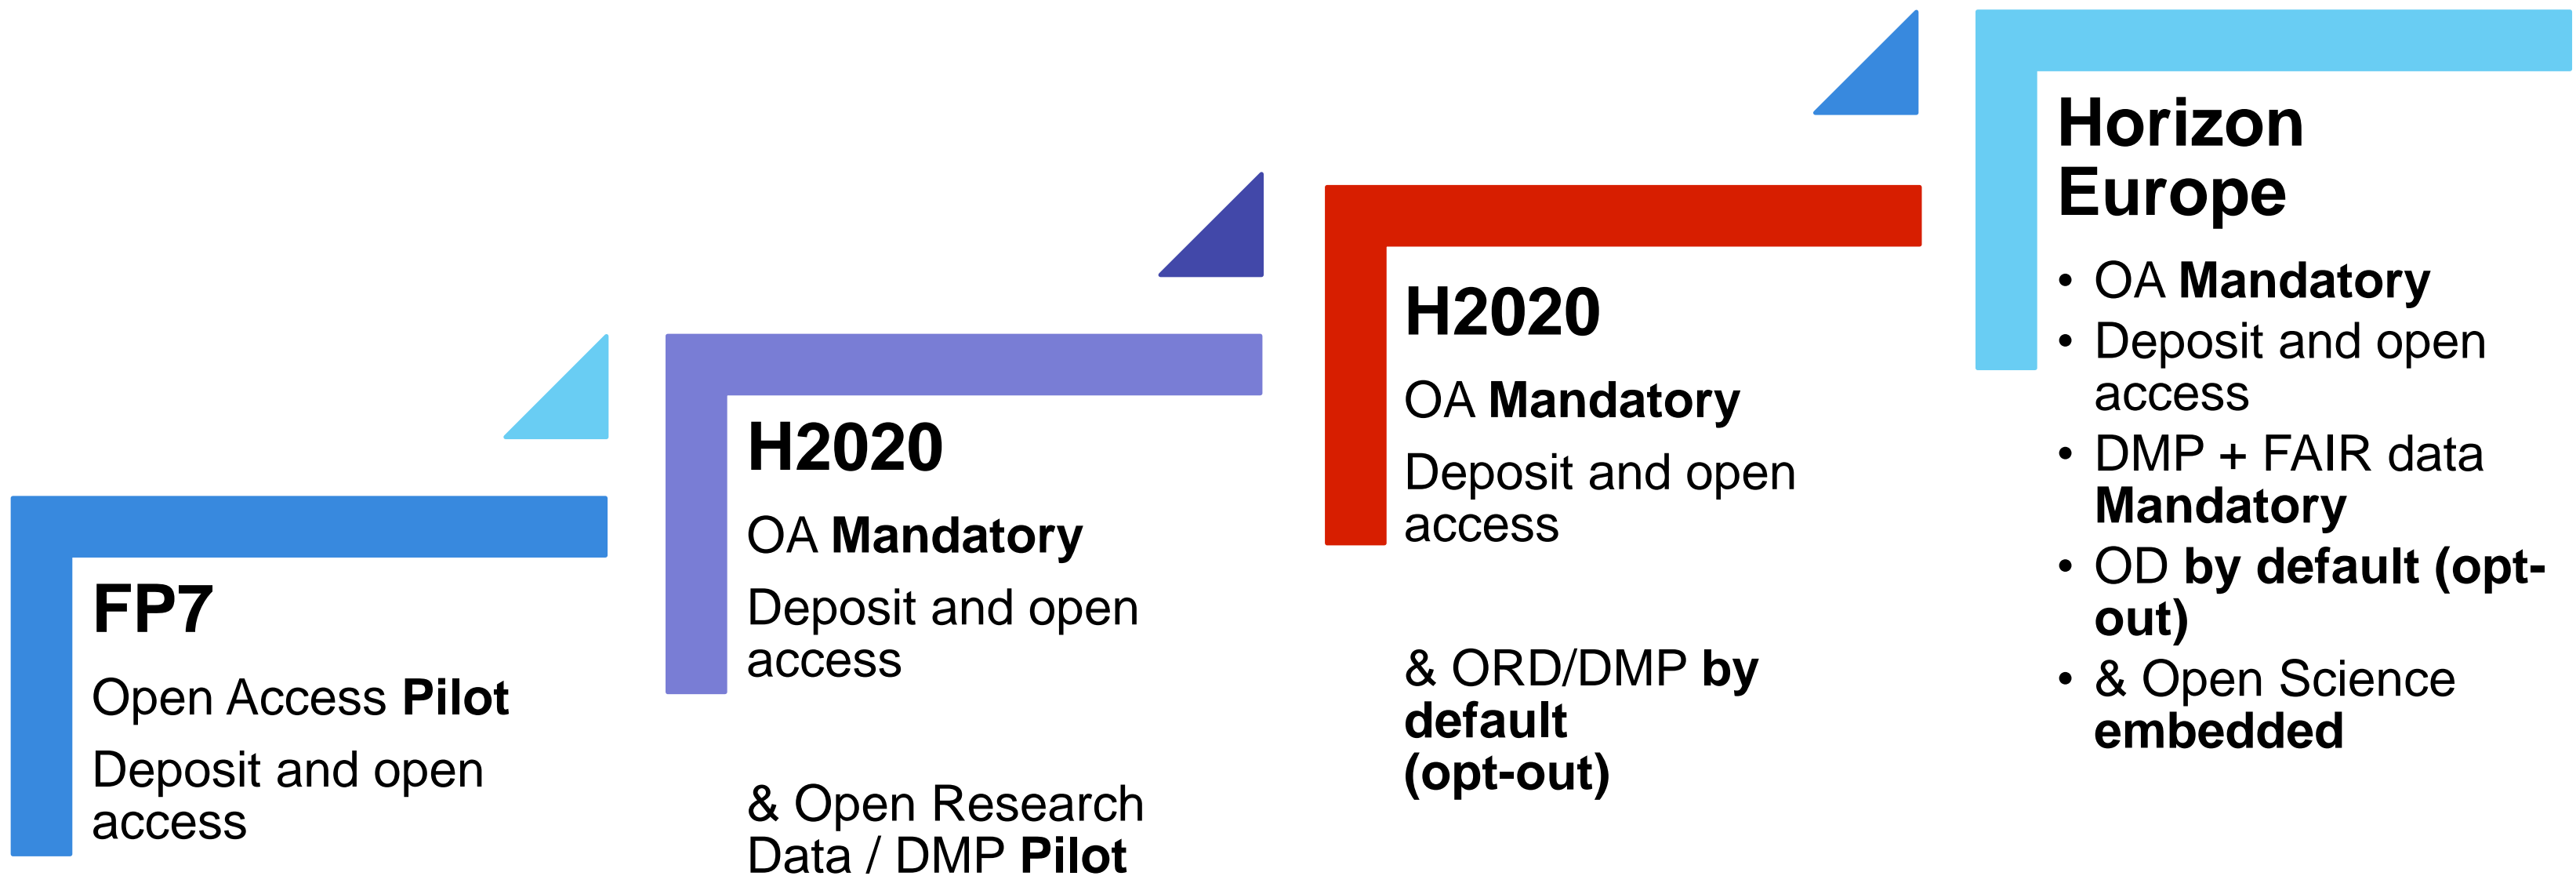 FP7
Open Access Pilot
Deposit and open
access
H2020
OA Mandatory
Deposit and open
access
& Open Research
Data / DMP Pilot
H2020
OA Mandatory
Deposit and open
access
& ORD/DMP by
default
(opt-out)
Horizon
Europe
• OA Mandatory
• Deposit and open
access
• DMP + FAIR data
Mandatory
• OD by default (opt-
out)
• & Open Science
embedded